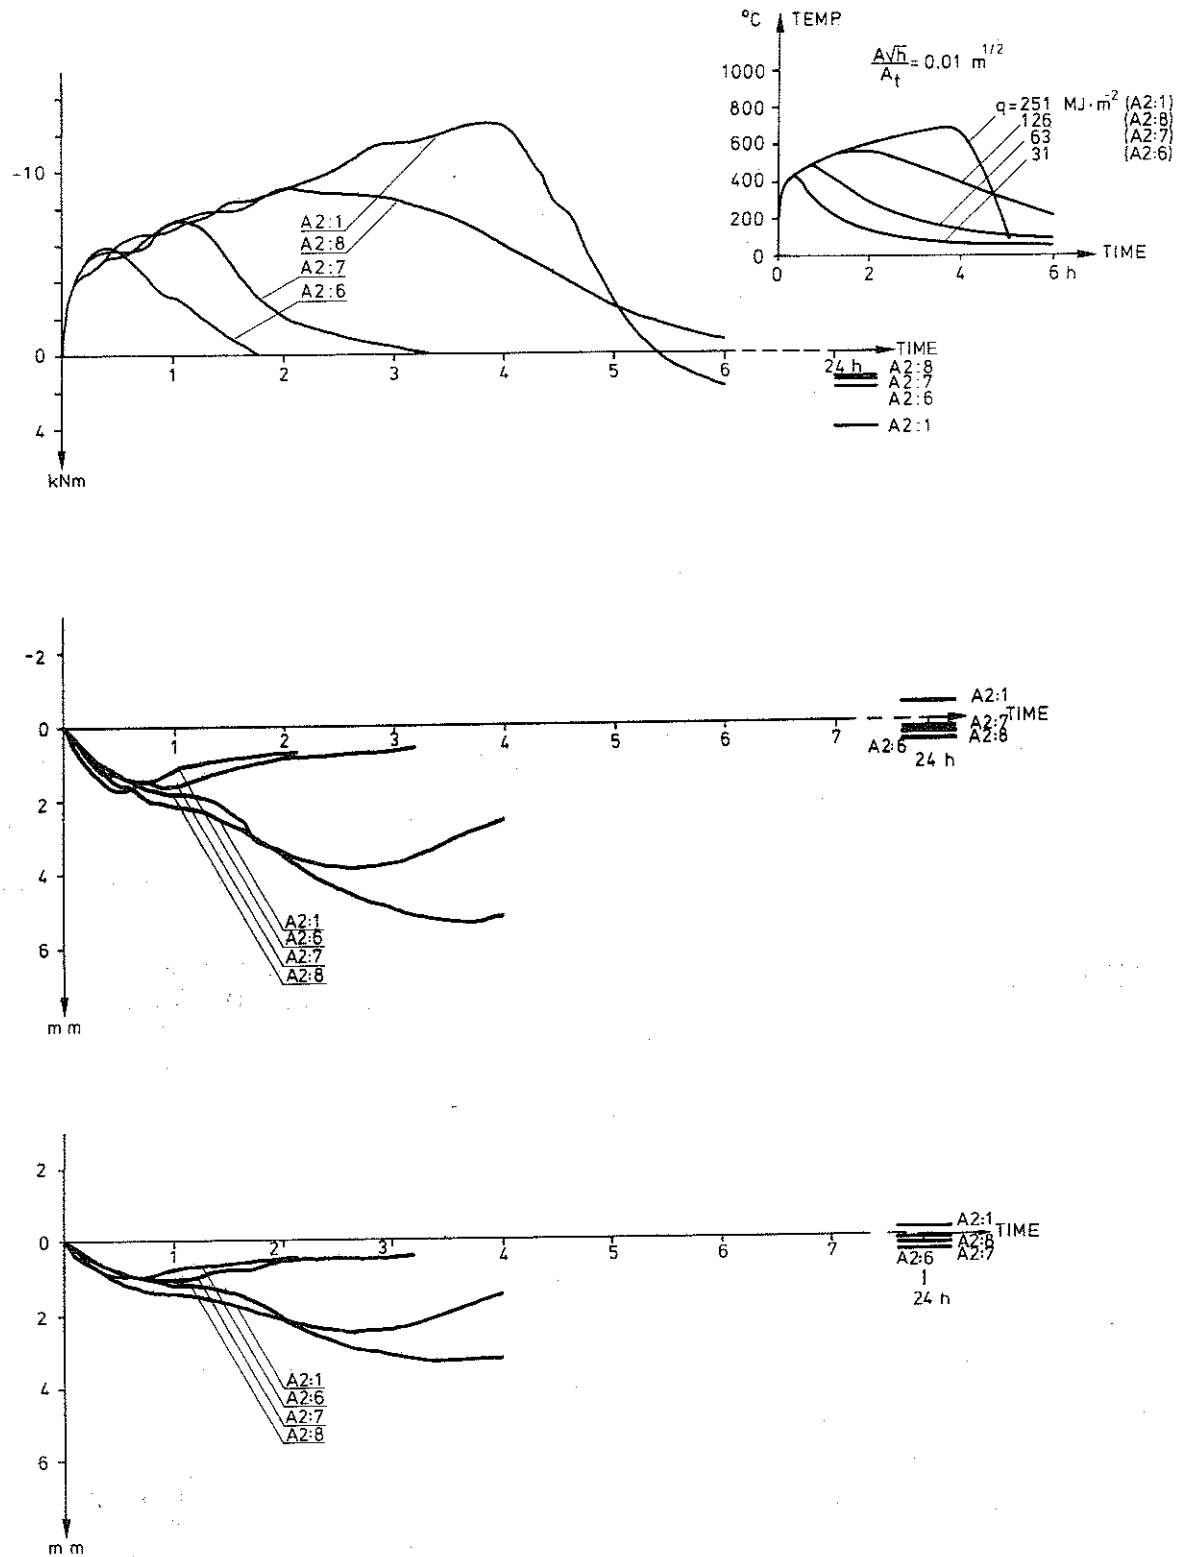 °C TEMP.
A√h/A_t = 0.01 m^1/2
1000
800
600
400
200
0
q=251 MJ·m⁻² (A2:1)
126 (A2:8)
63 (A2:7)
31 (A2:6)
0 2 4 6 h
TIME
-10
0
4
kNm
A2:1
A2:8
A2:7
A2:6
1 2 3 4 5 6
24 h
TIME
A2:8
A2:7
A2:6
A2:1
-2
0
2
4
6
mm
1 2 3 4 5 6 7
A2:1
A2:7
TIME
A2:6
A2:8
24 h
A2:1
A2:6
A2:7
A2:8
2
0
2
4
6
mm
1 2 3 4 5 6 7
A2:1
TIME
A2:8
A2:6
A2:7
24 h
A2:1
A2:6
A2:7
A2:8